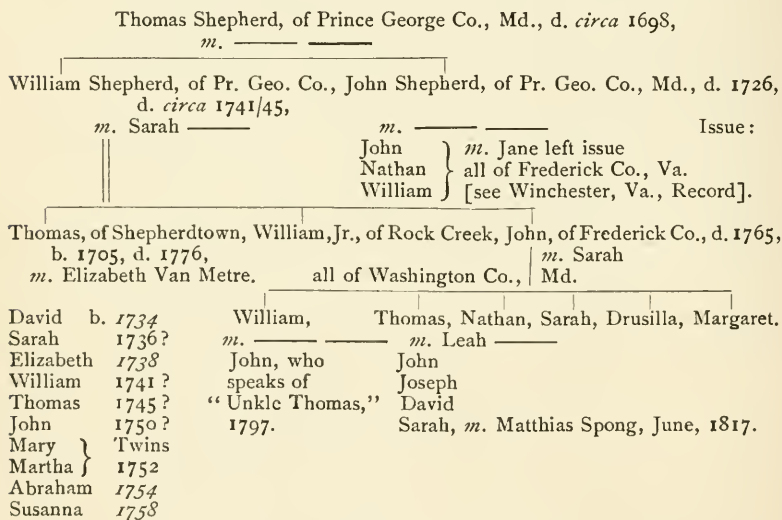 Thomas Shepherd, of Prince George Co., Md., d. circa 1698,
m. —— ——
William Shepherd, of Pr. Geo. Co., John Shepherd, of Pr. Geo. Co., Md., d. 1726,
d. circa 1741/45,
m. Sarah —— m. —— —— Issue:
John } m. Jane left issue
Nathan } all of Frederick Co., Va.
William } [see Winchester, Va., Record].
Thomas, of Shepherdtown, William, Jr., of Rock Creek, John, of Frederick Co., d. 1765,
b. 1705, d. 1776, m. Sarah
m. Elizabeth Van Metre. all of Washington Co., Md.
David b. 1734 William, Thomas, Nathan, Sarah, Drusilla, Margaret.
Sarah 1736? m. —— —— m. Leah ——
Elizabeth 1738 John, who John
William 1741? speaks of Joseph
Thomas 1745? "Unkle Thomas," David
John 1750? 1797. Sarah, m. Matthias Spong, June, 1817.
Mary } Twins
Martha } 1752
Abraham 1754
Susanna 1758